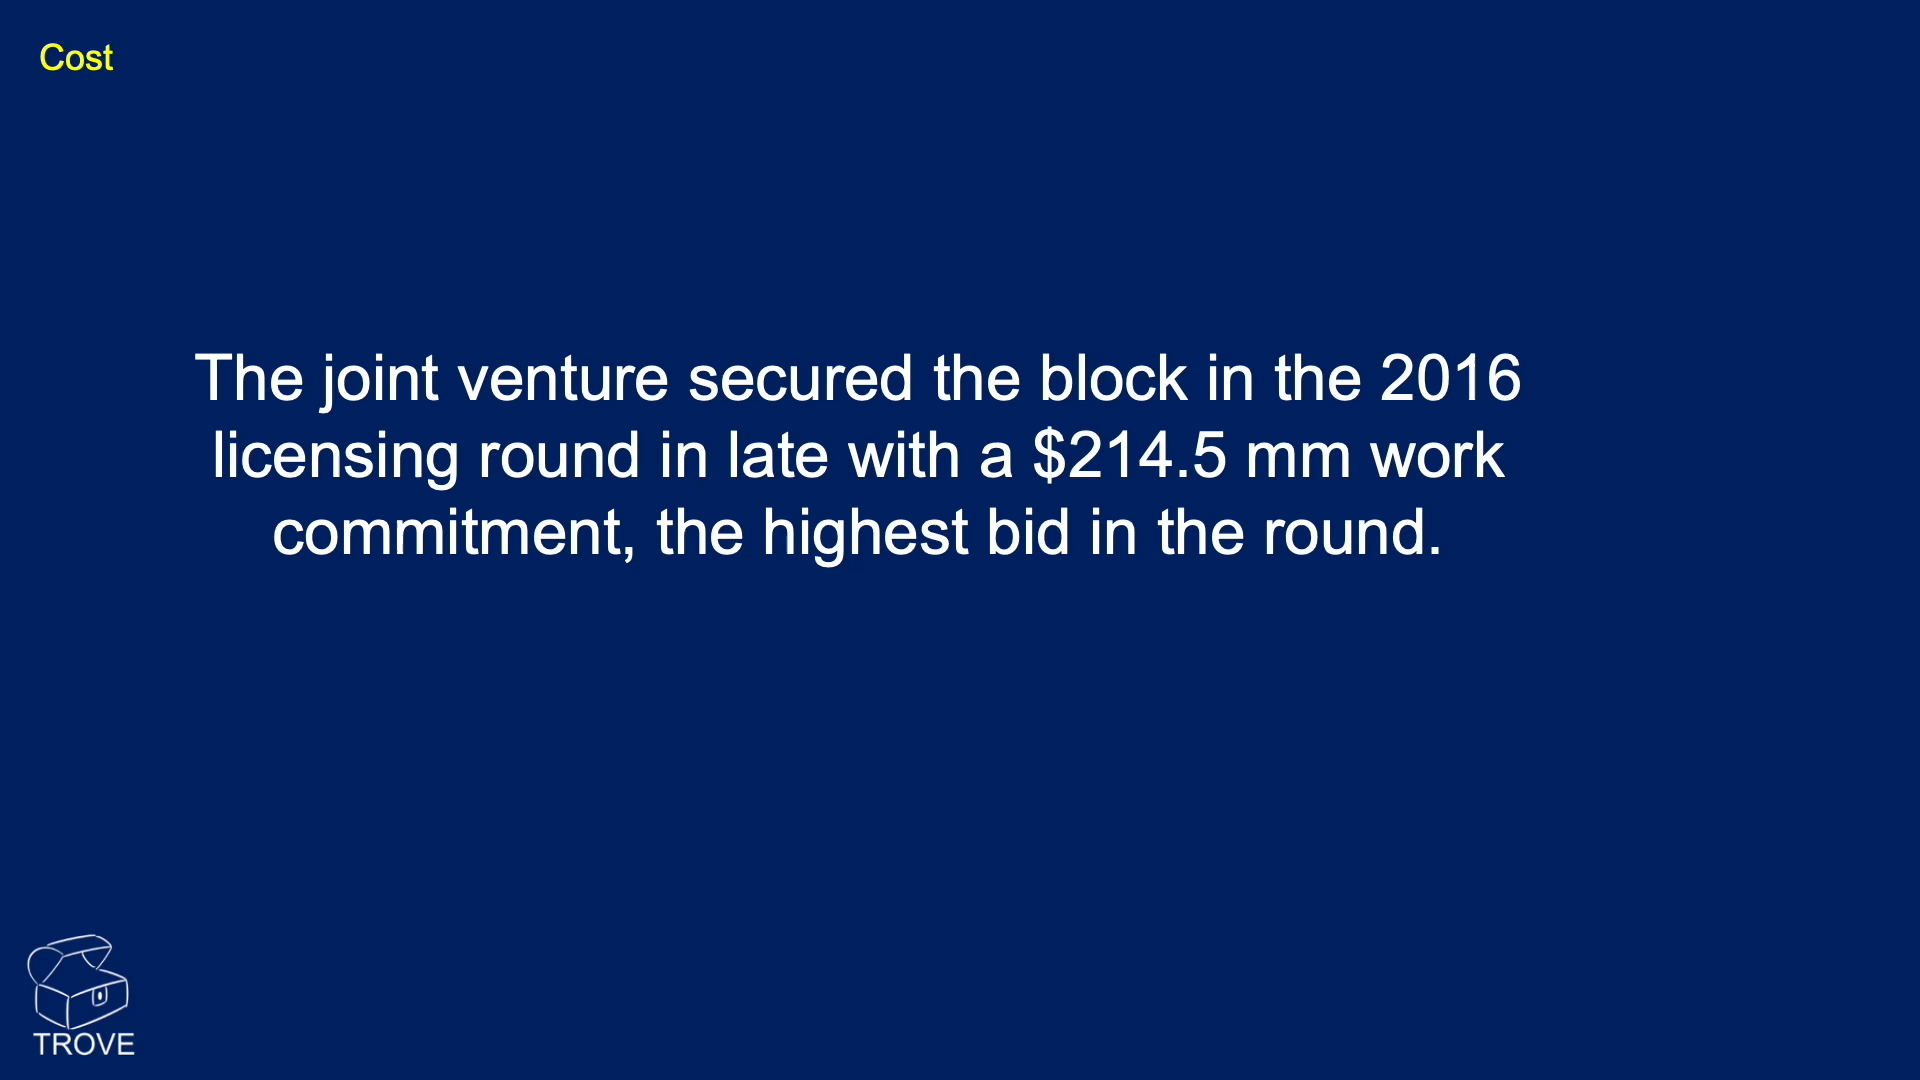 Cost
The joint venture secured the block in the 2016
licensing round in late with a $214.5 mm work
commitment, the highest bid in the round.
TROVE